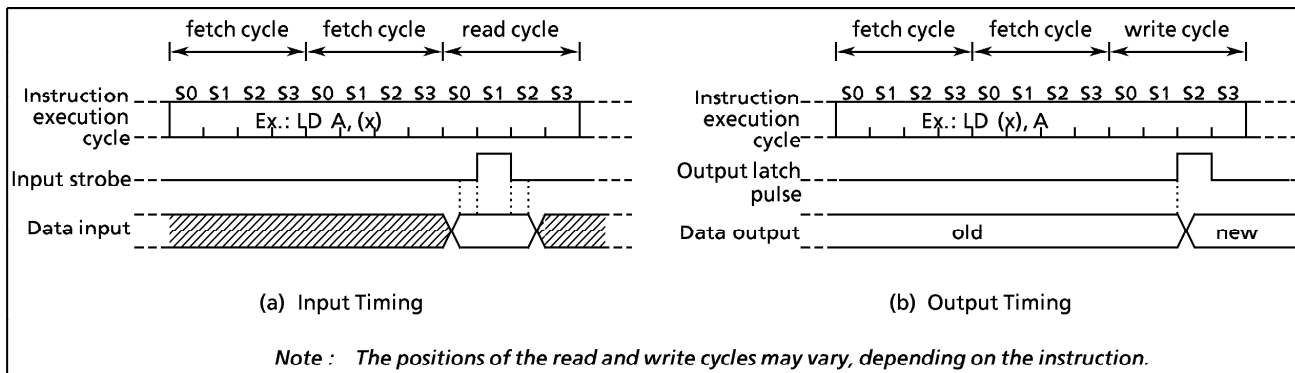 fetch cycle fetch cycle read cycle
S0 S1 S2 S3 S0 S1 S2 S3 S0 S1 S2 S3
Instruction execution cycle
Ex.: LD A, (x)
Input strobe
Data input
(a) Input Timing
fetch cycle fetch cycle write cycle
S0 S1 S2 S3 S0 S1 S2 S3 S0 S1 S2 S3
Instruction execution cycle
Ex.: LD (x), A
Output latch pulse
Data output
old
new
(b) Output Timing
Note : The positions of the read and write cycles may vary, depending on the instruction.